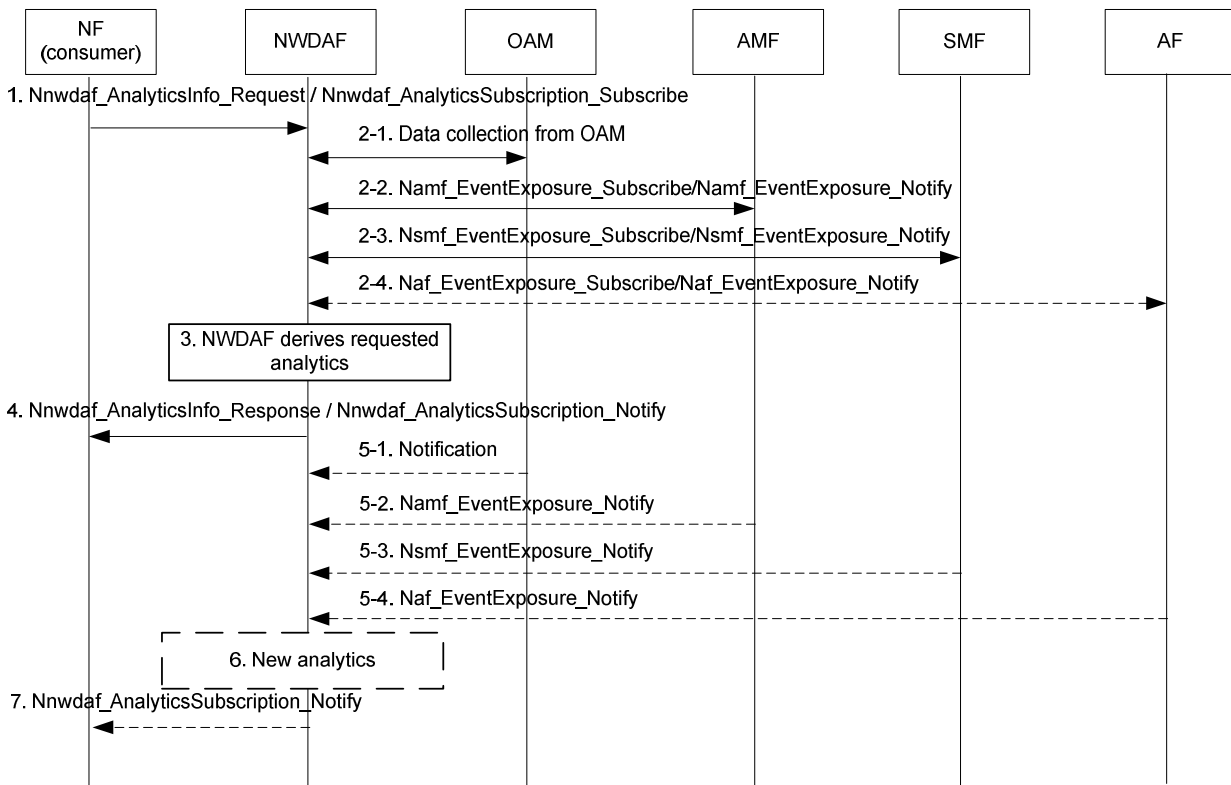 NF
(consumer)
NWDAF
OAM
AMF
SMF
AF
1. Nnwdaf_AnalyticsInfo_Request / Nnwdaf_AnalyticsSubscription_Subscribe
2-1. Data collection from OAM
2-2. Namf_EventExposure_Subscribe/Namf_EventExposure_Notify
2-3. Nsmf_EventExposure_Subscribe/Nsmf_EventExposure_Notify
2-4. Naf_EventExposure_Subscribe/Naf_EventExposure_Notify
3. NWDAF derives requested
analytics
4. Nnwdaf_AnalyticsInfo_Response / Nnwdaf_AnalyticsSubscription_Notify
5-1. Notification
5-2. Namf_EventExposure_Notify
5-3. Nsmf_EventExposure_Notify
5-4. Naf_EventExposure_Notify
6. New analytics
7. Nnwdaf_AnalyticsSubscription_Notify